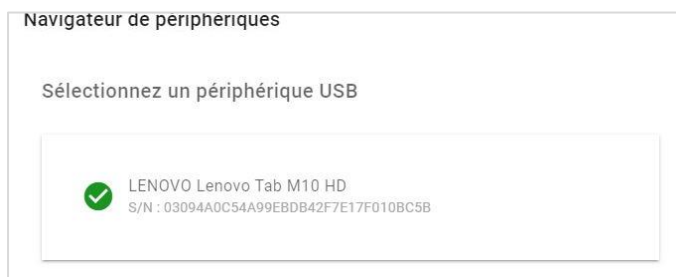 Navigateur de périphériques
Sélectionnez un périphérique USB
LENOVO Lenovo Tab M10 HD
S/N : 03094A0C54A99EBDB42F7E17F010BC5B